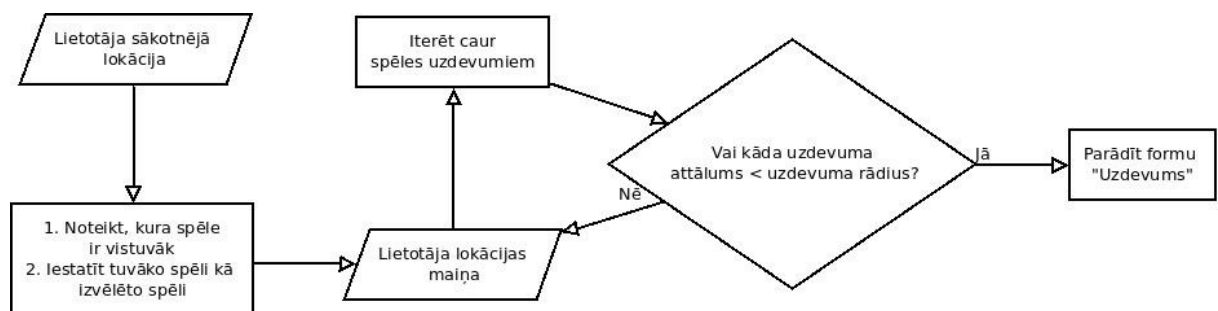 Lietotāja sākotnējā
lokācija
1. Noteikt, kura spēle
ir vistuvāk
2. Iestatīt tuvāko spēli kā
izvēlēto spēli
Lietotāja lokācijas
maiņa
Iterēt caur
spēles uzdevumiem
Vai kāda uzdevuma
attālums < uzdevuma rādius?
Nē
Jā
Parādīt formu
"Uzdevums"